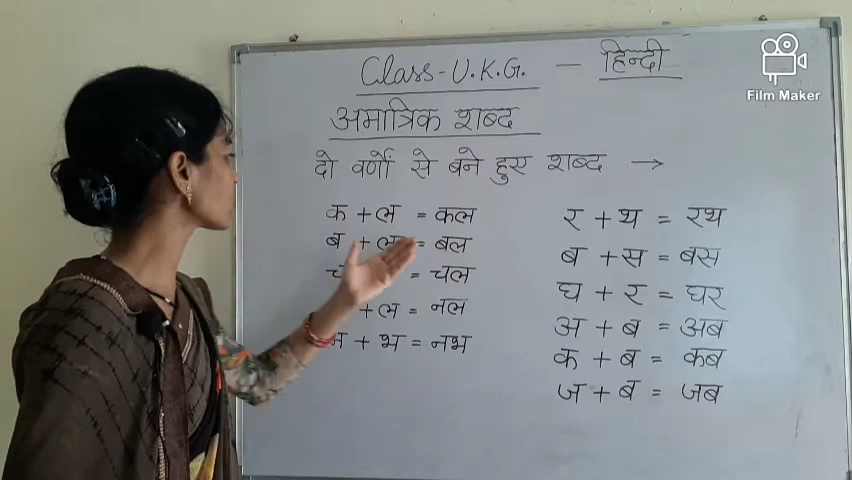 Class-U.K.G. - हिन्दी
Film Maker
अमात्रिक शब्द
दो वर्णो से बने हुए शब्द →
क + ल = कल
ब + ल = बल
च = चल
+ ल = नल
न + भ = नभ
र + थ = रथ
ब + स = बस
घ + र = घर
अ + ब = अब
क + ब = कब
ज + ब = जब